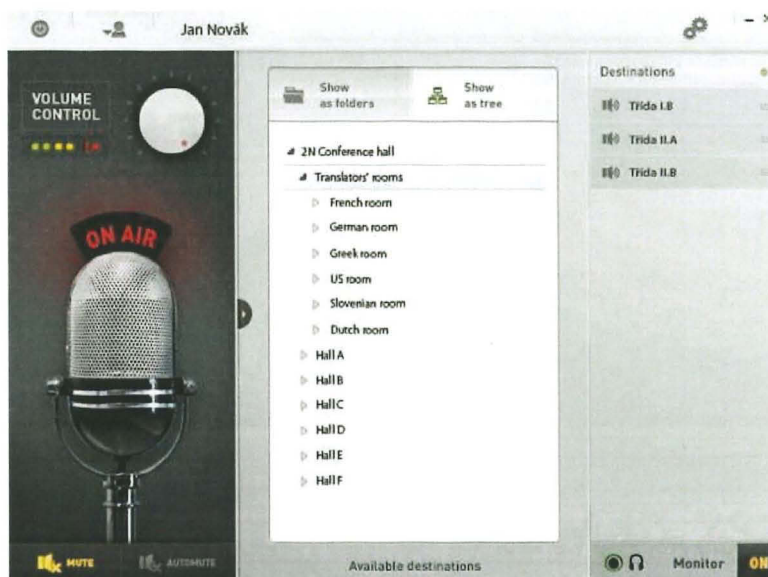 Jan Novák
VOLUME
CONTROL
ON AIR
MUTE
AUTOMUTE
Show
as folders
Show
as tree
2N Conference hall
Translators' rooms
French room
German room
Greek room
US room
Slovenian room
Dutch room
Hall A
Hall B
Hall C
Hall D
Hall E
Hall F
Available destinations
Destinations
Třída I.B
Třída II.A
Třída II.B
Monitor
ON